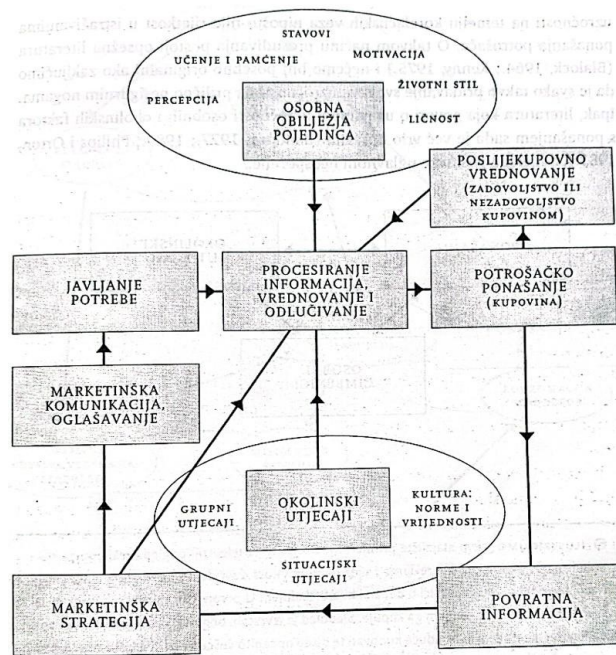 STAVOVI
UČENJE I PAMĆENJE
MOTIVACIJA
PERCEPCIJA
ŽIVOTNI STIL
LIČNOST
OSOBNA
OBILJEŽJA
POJEDINCA
POSLIJEKUPOVNO
VREDNOVANJE
(ZADOVOLJSTVO ILI
NEZADOVOLJSTVO
KUPOVINOM)
JAVLJANJE
POTREBE
PROCESIRANJE
INFORMACIJA,
VREDNOVANJE I
ODLUČIVANJE
POTROŠAČKO
PONAŠANJE
(KUPOVINA)
MARKETINŠKA
KOMUNIKACIJA,
OGLAŠAVANJE
GRUPNI
UTJECAJI
OKOLINSKI
UTJECAJI
KULTURA:
NORME I
VRIJEDNOSTI
SITUACIJSKI
UTJECAJI
MARKETINŠKA
STRATEGIJA
POVRATNA
INFORMACIJA